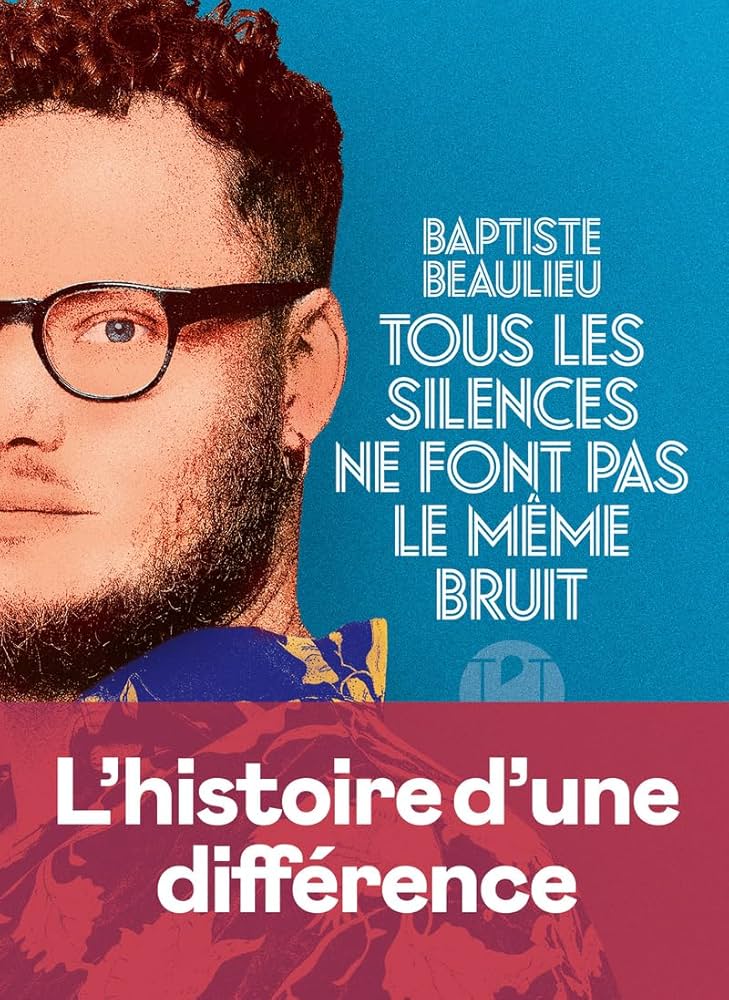 BAPTISTE
BEAULIEU
TOUS LES
SILENCES
NE FONT PAS
LE MÊME
BRUIT
L'histoire d'une
différence